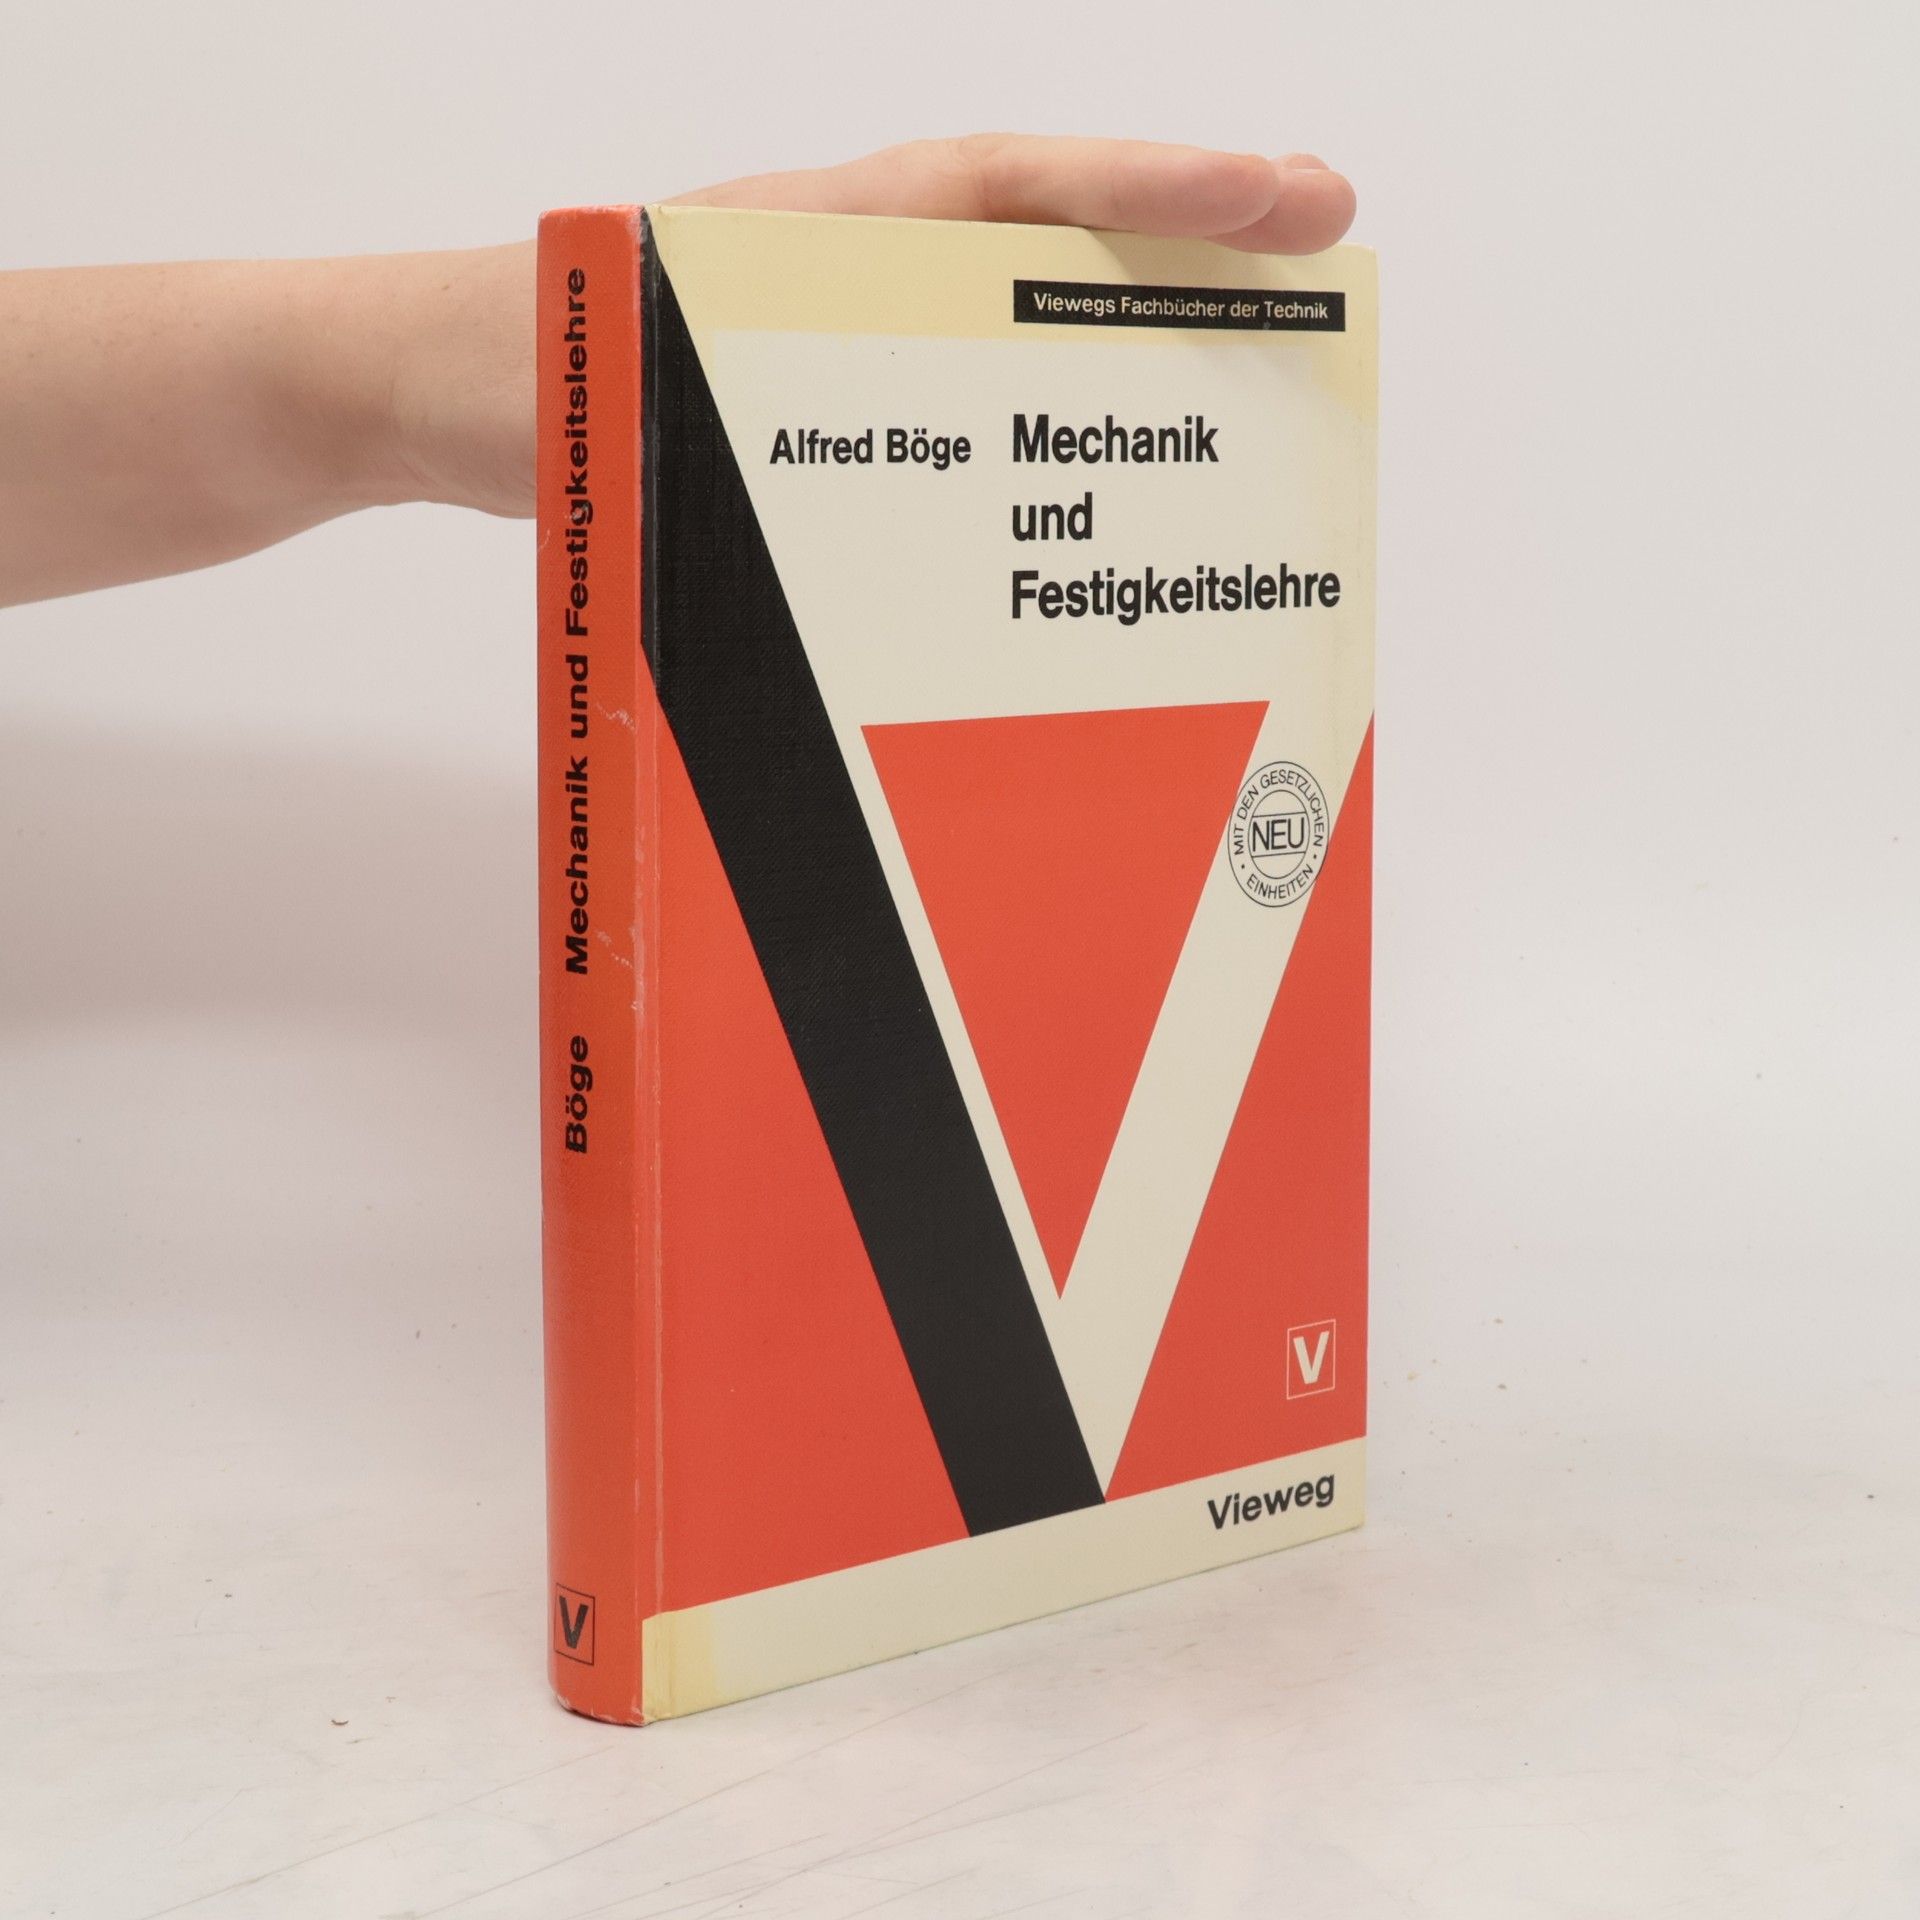 Viewegs Fachbücher der Technik
Alfred Böge
Mechanik
und
Festigkeitslehre
MIT DEN GESETZLICHEN
NEU
EINHEITEN
V
Vieweg
Böge Mechanik und Festigkeitslehre
V